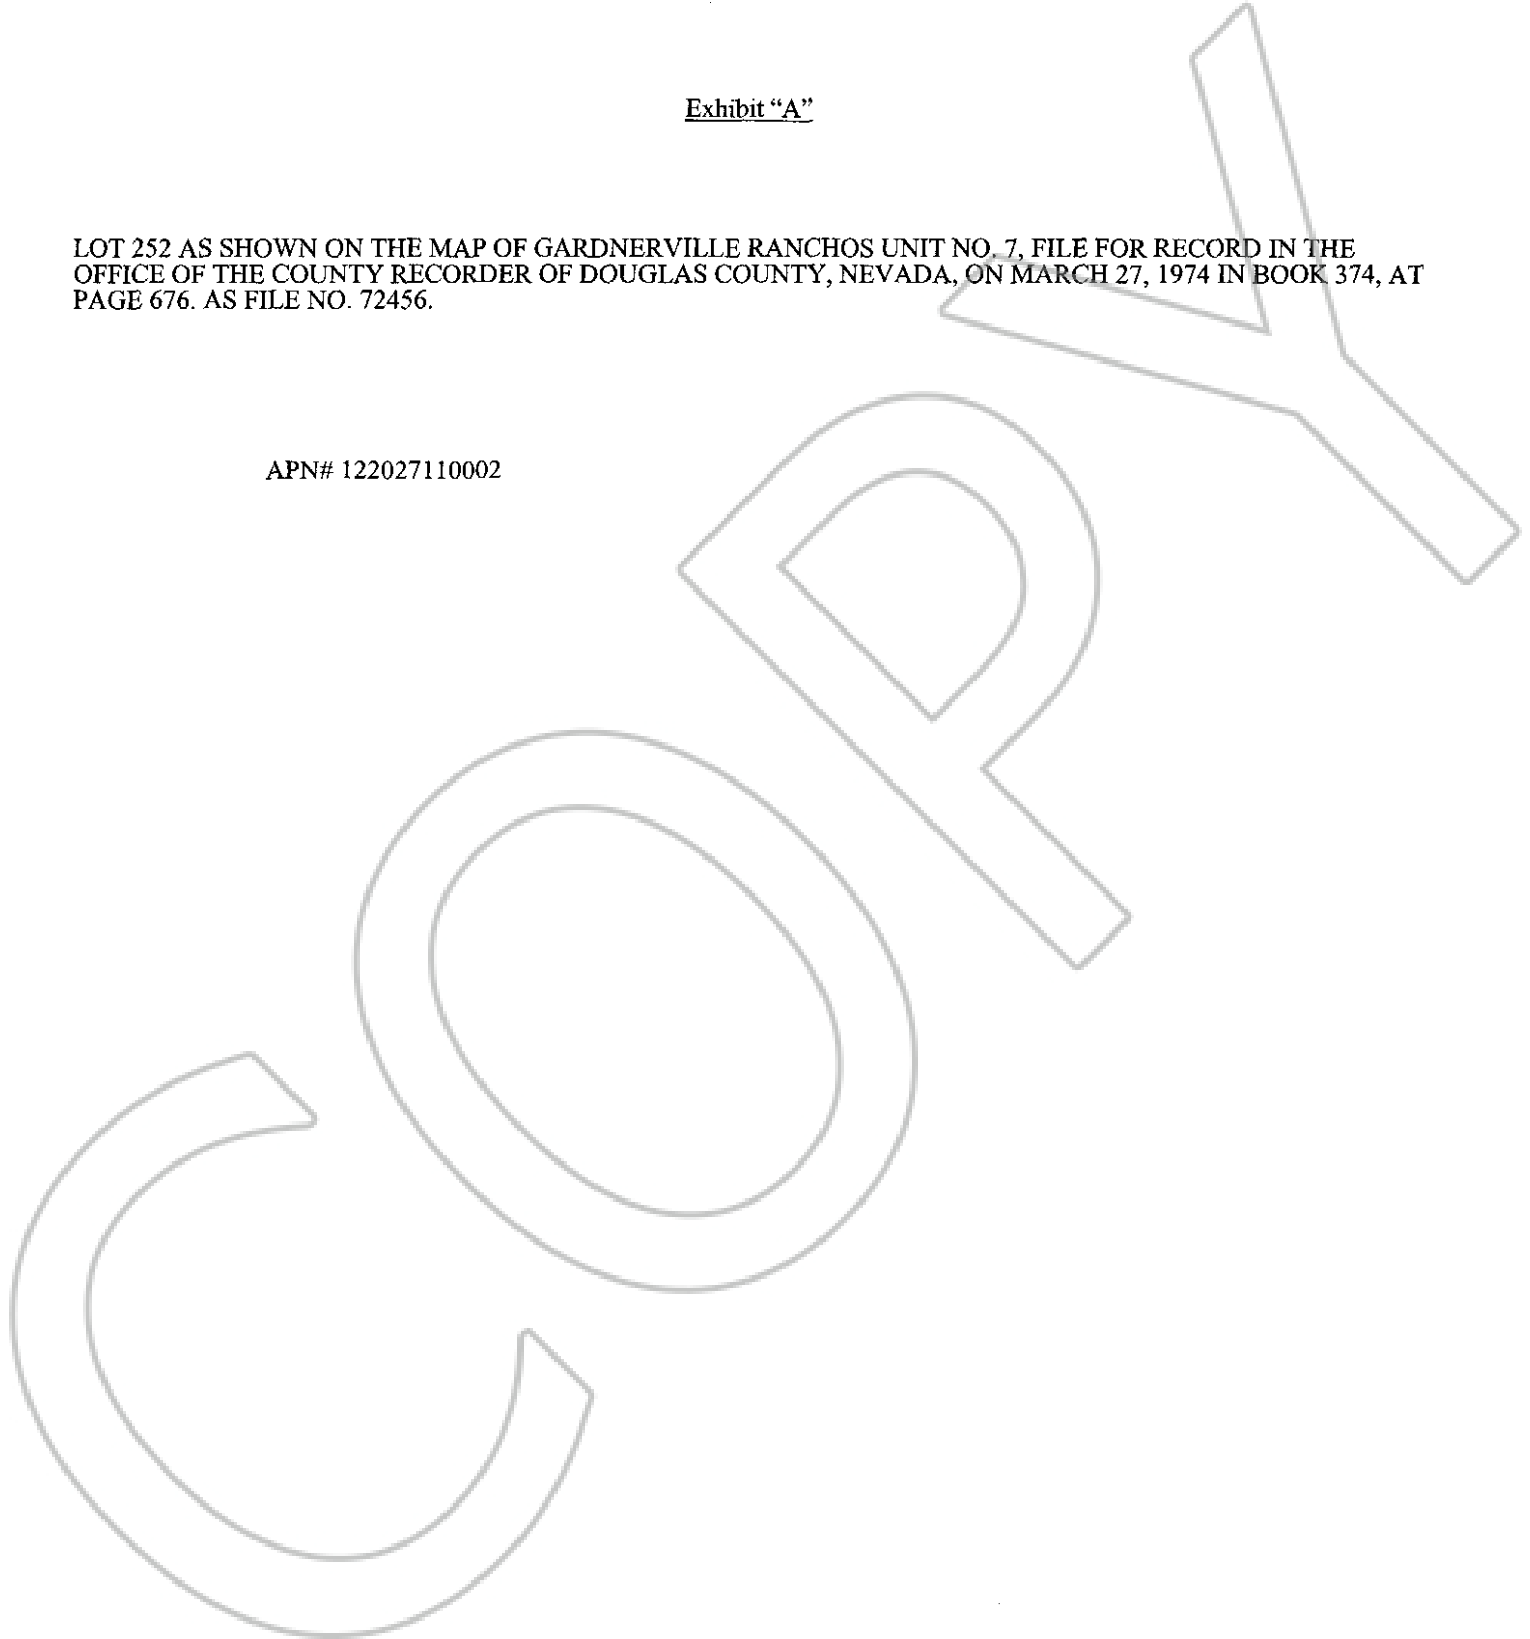 Exhibit “A”
LOT 252 AS SHOWN ON THE MAP OF GARDNERVILLE RANCHOS UNIT NO. 7, FILE FOR RECORD IN THE
OFFICE OF THE COUNTY RECORDER OF DOUGLAS COUNTY, NEVADA, ON MARCH 27, 1974 IN BOOK 374, AT
PAGE 676. AS FILE NO. 72456.
APN# 122027110002
COPY